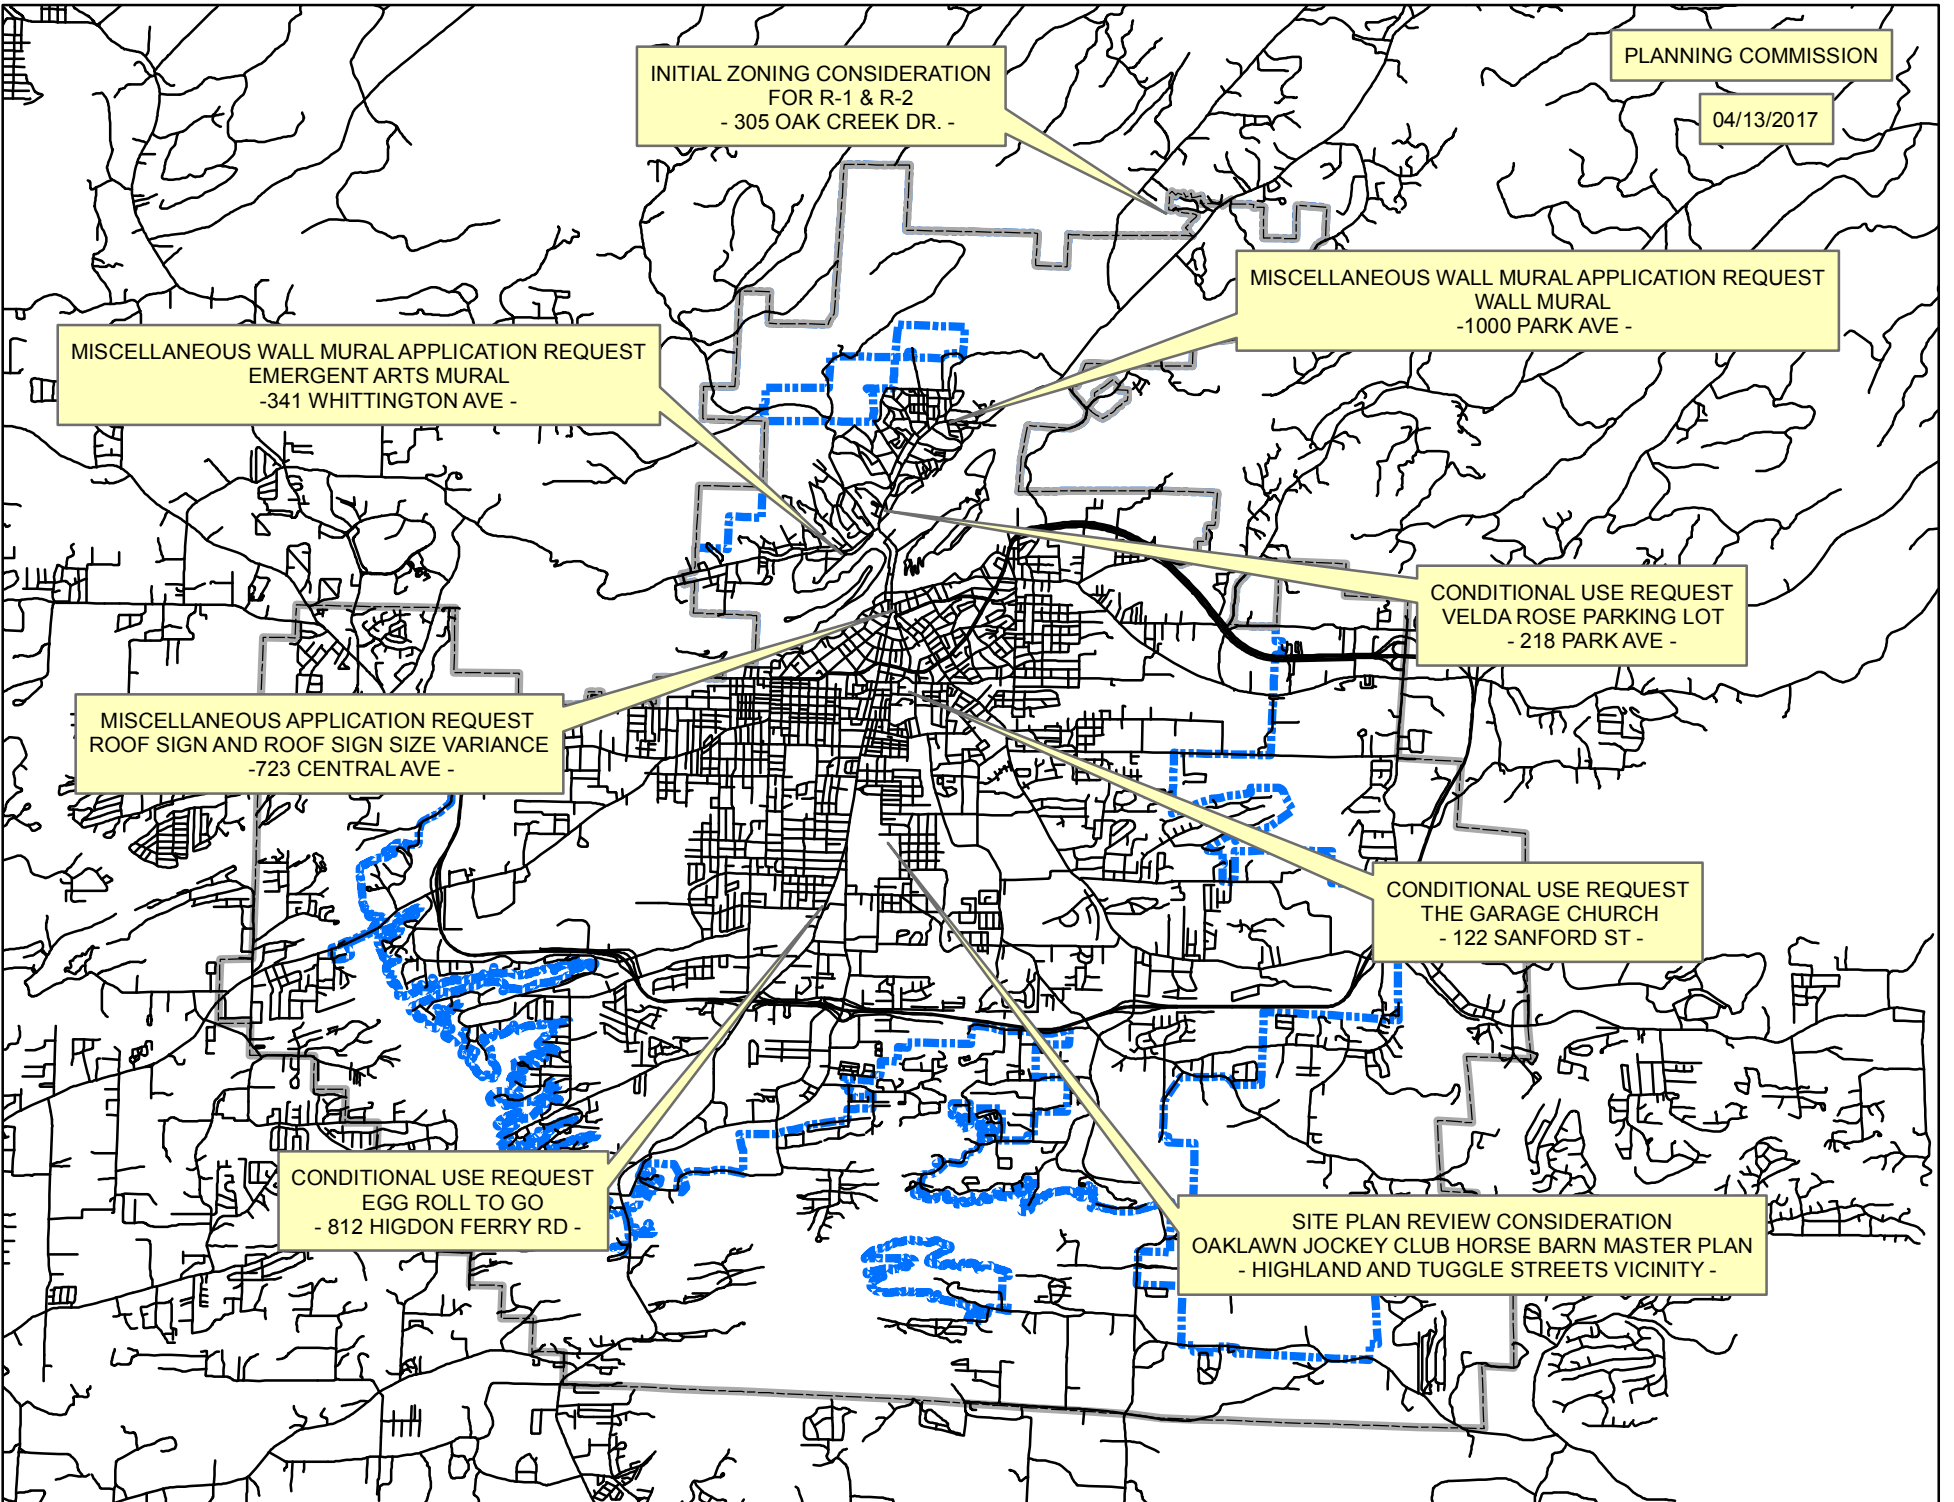 PLANNING COMMISSION
04/13/2017
INITIAL ZONING CONSIDERATION
FOR R-1 & R-2
- 305 OAK CREEK DR. -
MISCELLANEOUS WALL MURAL APPLICATION REQUEST
WALL MURAL
-1000 PARK AVE -
MISCELLANEOUS WALL MURAL APPLICATION REQUEST
EMERGENT ARTS MURAL
-341 WHITTINGTON AVE -
CONDITIONAL USE REQUEST
VELDA ROSE PARKING LOT
- 218 PARK AVE -
MISCELLANEOUS APPLICATION REQUEST
ROOF SIGN AND ROOF SIGN SIZE VARIANCE
-723 CENTRAL AVE -
CONDITIONAL USE REQUEST
THE GARAGE CHURCH
- 122 SANFORD ST -
CONDITIONAL USE REQUEST
EGG ROLL TO GO
- 812 HIGDON FERRY RD -
SITE PLAN REVIEW CONSIDERATION
OAKLAWN JOCKEY CLUB HORSE BARN MASTER PLAN
- HIGHLAND AND TUGGLE STREETS VICINITY -